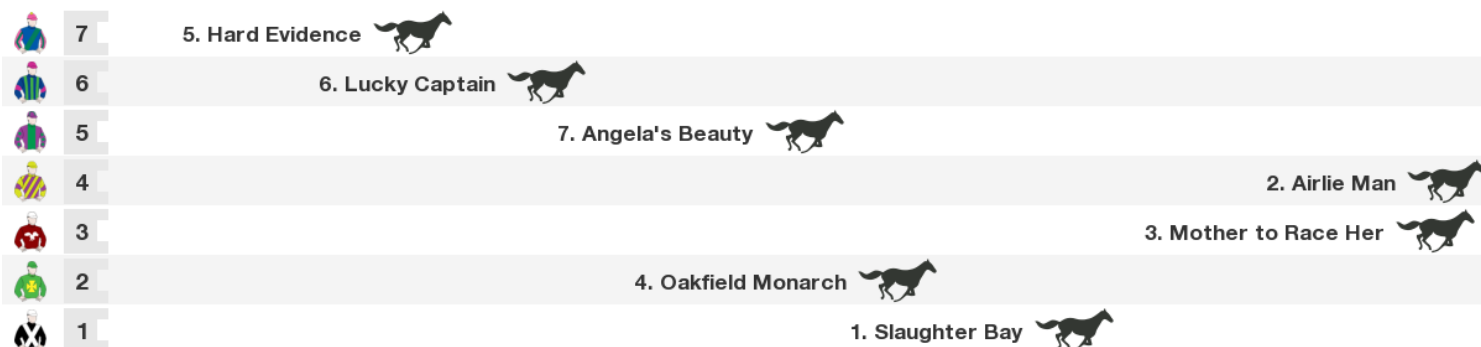 7 5. Hard Evidence
6 6. Lucky Captain
5 7. Angela's Beauty
4 2. Airlie Man
3 3. Mother to Race Her
2 4. Oakfield Monarch
1 1. Slaughter Bay